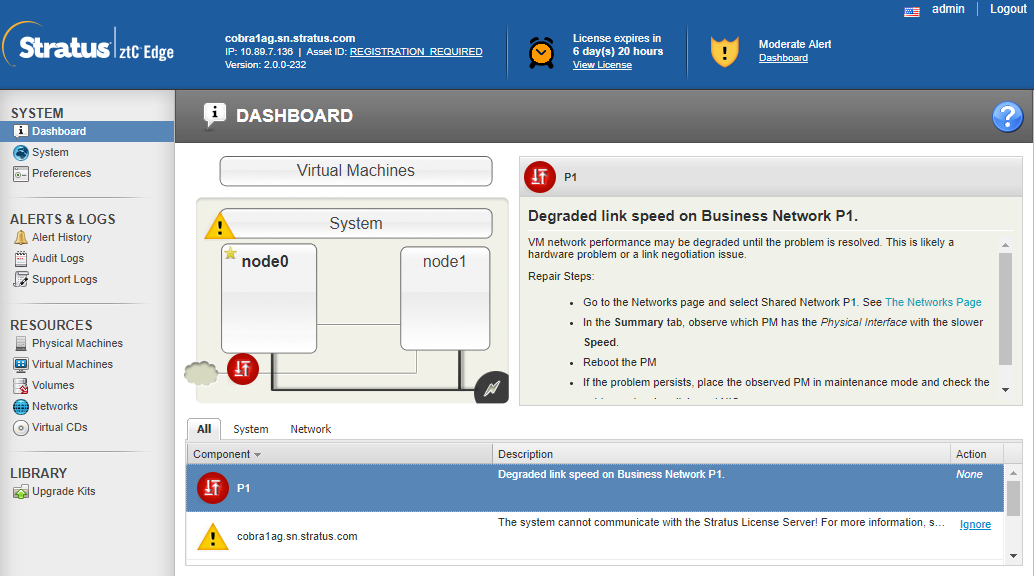 admin | Logout
Stratus | ztC Edge
cobra1ag.sn.stratus.com
IP: 10.89.7.136 | Asset ID: REGISTRATION_REQUIRED
Version: 2.0.0-232
License expires in
6 day(s) 20 hours
View License
Moderate Alert
Dashboard
SYSTEM
Dashboard
System
Preferences
ALERTS & LOGS
Alert History
Audit Logs
Support Logs
RESOURCES
Physical Machines
Virtual Machines
Volumes
Networks
Virtual CDs
LIBRARY
Upgrade Kits
DASHBOARD
?
Virtual Machines
System
node0
node1
P1
Degraded link speed on Business Network P1.
VM network performance may be degraded until the problem is resolved. This is likely a
hardware problem or a link negotiation issue.
Repair Steps:
• Go to the Networks page and select Shared Network P1. See The Networks Page
• In the Summary tab, observe which PM has the Physical Interface with the slower
Speed.
• Reboot the PM
• If the problem persists, place the observed PM in maintenance mode and check the
All System Network
Component Description Action
P1 Degraded link speed on Business Network P1. None
cobra1ag.sn.stratus.com The system cannot communicate with the Stratus License Server! For more information, s... Ignore